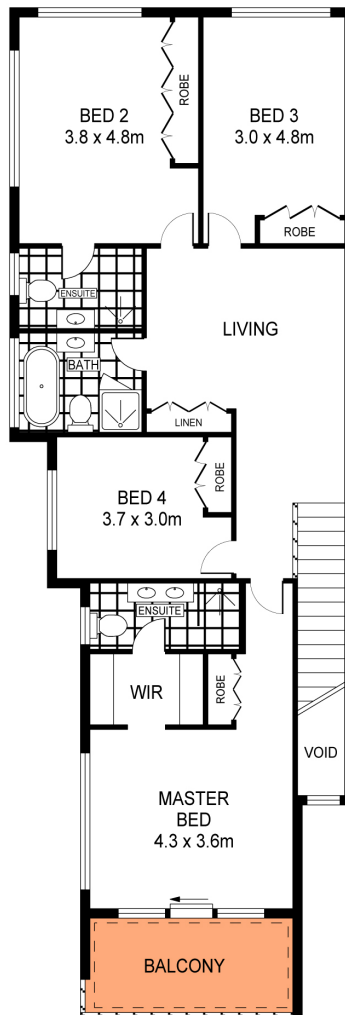 BED 2
3.8 x 4.8m
ROBE
BED 3
3.0 x 4.8m
ROBE
ENSUITE
LIVING
BATH
LINEN
BED 4
3.7 x 3.0m
ROBE
ENSUITE
WIR
ROBE
VOID
MASTER
BED
4.3 x 3.6m
BALCONY